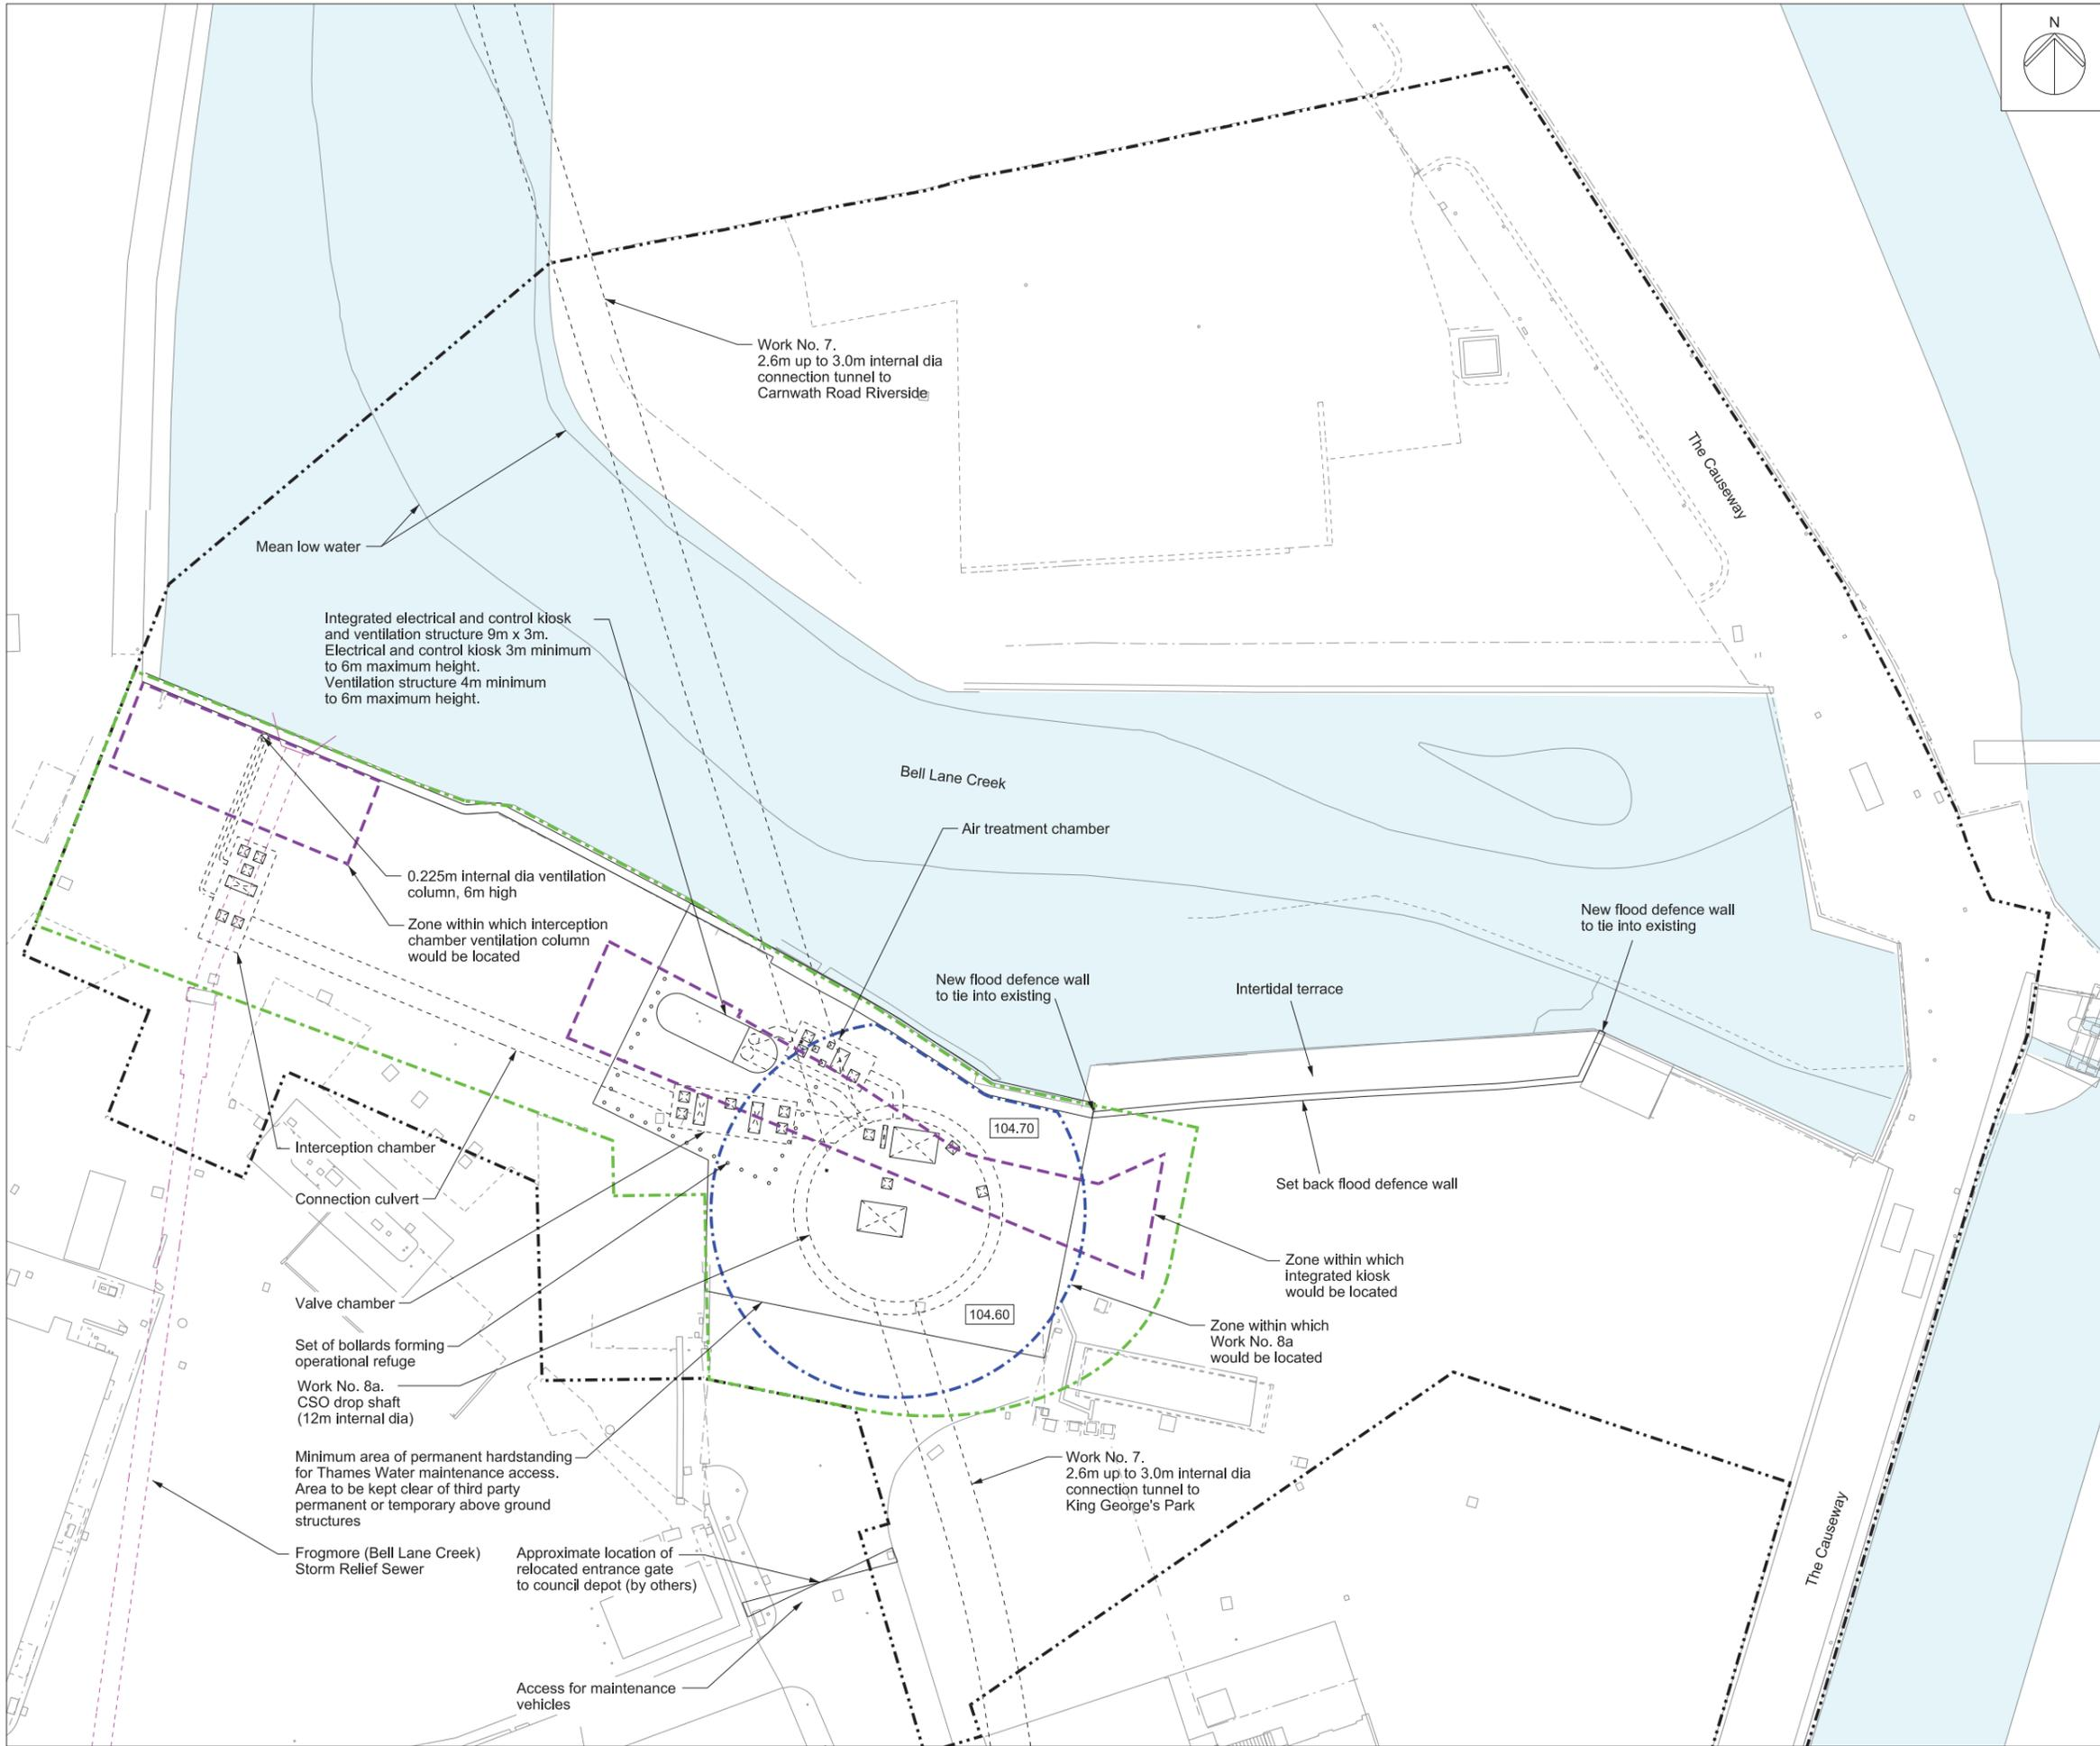 N
Work No. 7.
2.6m up to 3.0m internal dia
connection tunnel to
Carnwath Road Riverside
The Causeway
Mean low water
Integrated electrical and control kiosk
and ventilation structure 9m x 3m.
Electrical and control kiosk 3m minimum
to 6m maximum height.
Ventilation structure 4m minimum
to 6m maximum height.
Bell Lane Creek
Air treatment chamber
0.225m internal dia ventilation
column, 6m high
Zone within which interception
chamber ventilation column
would be located
New flood defence wall
to tie into existing
New flood defence wall
to tie into existing
Intertidal terrace
104.70
Interception chamber
Set back flood defence wall
Connection culvert
Zone within which
integrated kiosk
would be located
Valve chamber
104.60
Zone within which
Work No. 8a
would be located
Set of bollards forming
operational refuge
Work No. 8a.
CSO drop shaft
(12m internal dia)
Minimum area of permanent hardstanding
for Thames Water maintenance access.
Area to be kept clear of third party
permanent or temporary above ground
structures
Work No. 7.
2.6m up to 3.0m internal dia
connection tunnel to
King George's Park
Frogmore (Bell Lane Creek)
Storm Relief Sewer
Approximate location of
relocated entrance gate
to council depot (by others)
The Causeway
Access for maintenance
vehicles